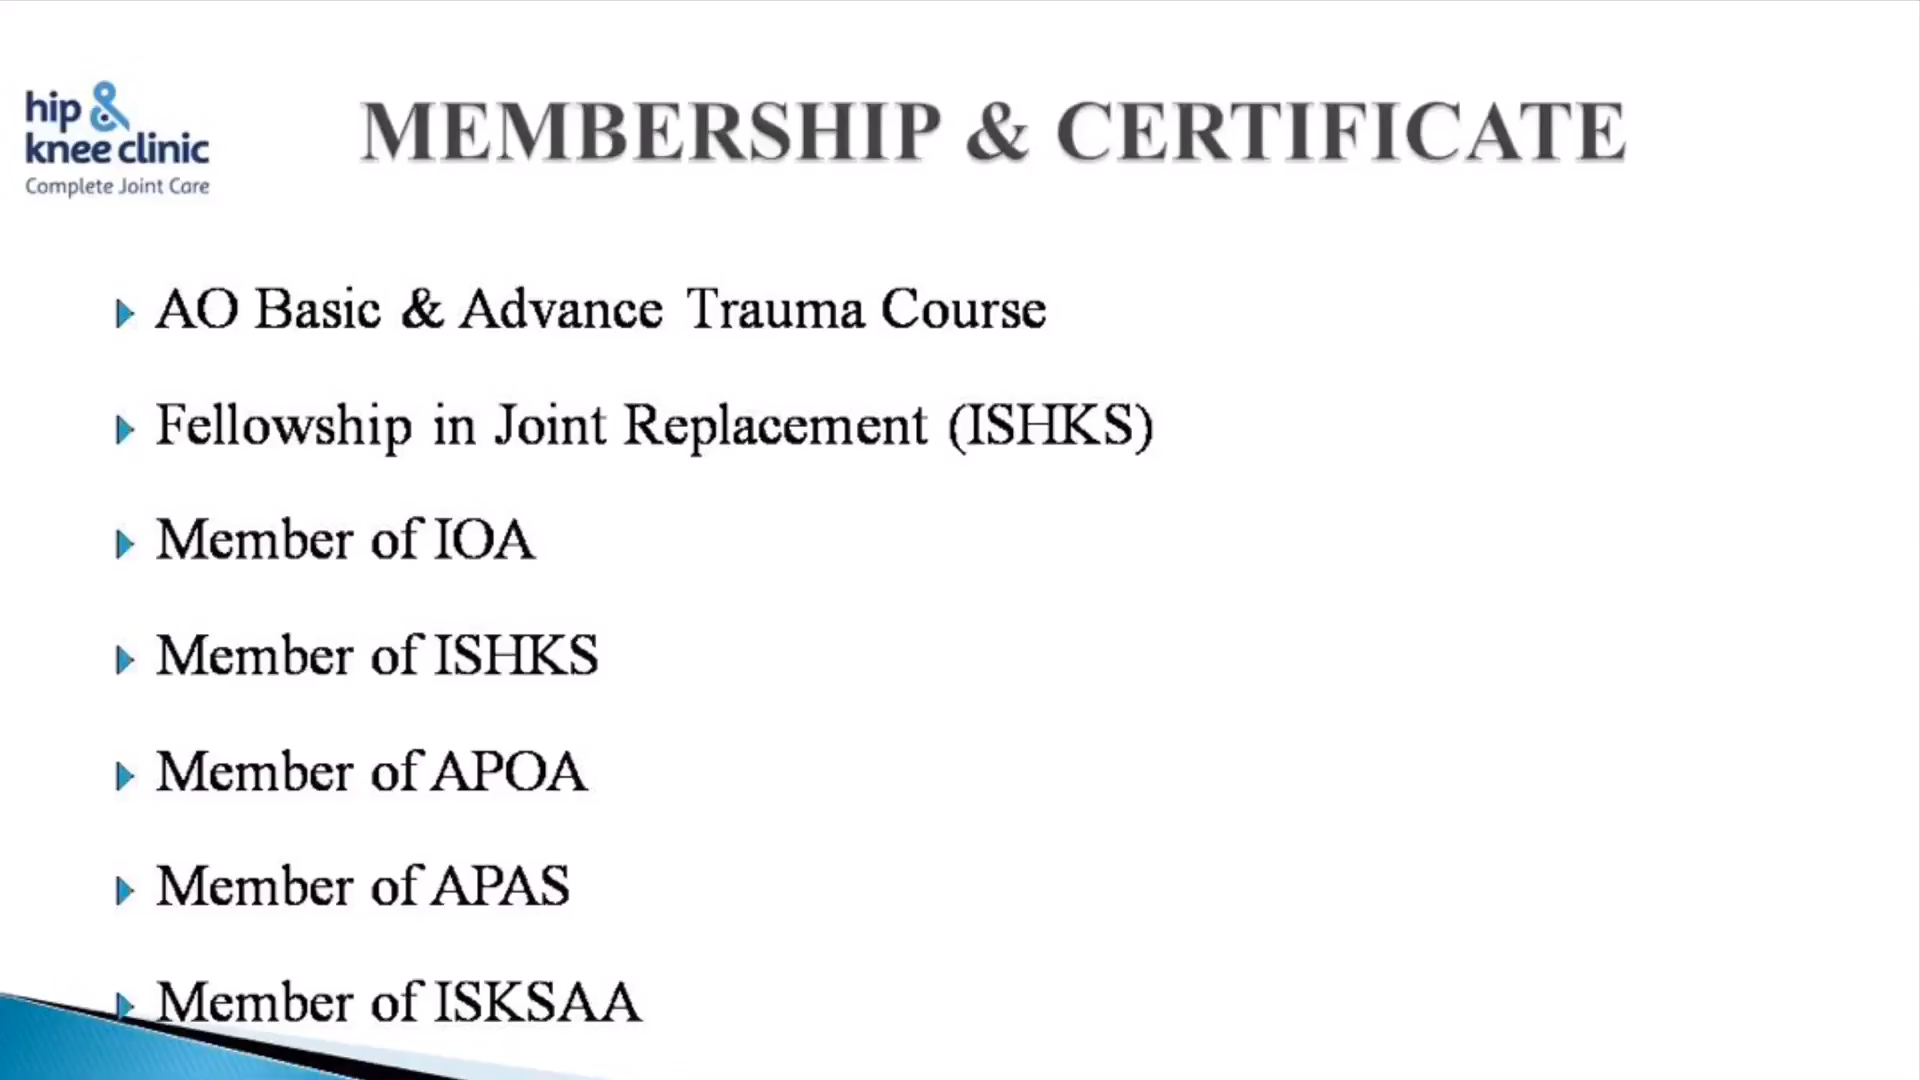 hip &
knee clinic
Complete Joint Care
MEMBERSHIP & CERTIFICATE
AO Basic & Advance Trauma Course
Fellowship in Joint Replacement (ISHKS)
Member of IOA
Member of ISHKS
Member of APOA
Member of APAS
Member of ISKSAA